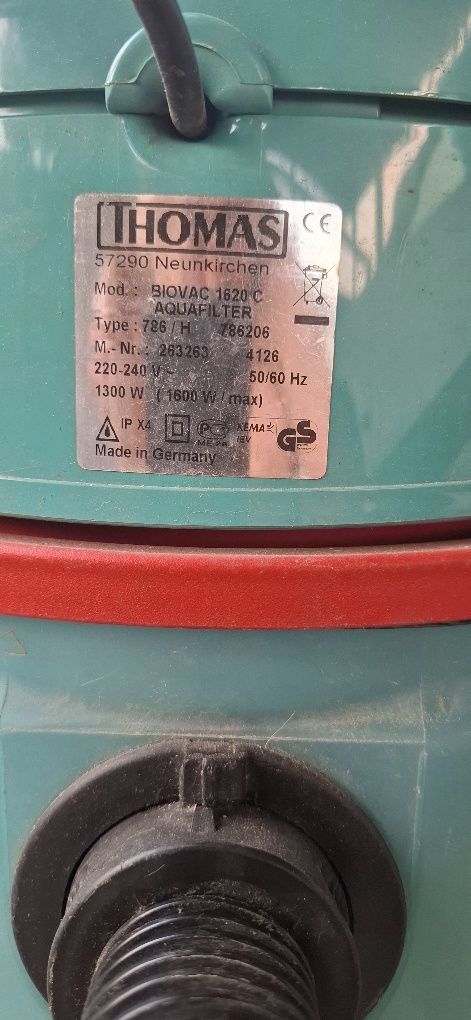 THOMAS CE
57290 Neunkirchen
Mod.: BIOVAC 1620 C
AQUAFILTER
Type : 786 / H 786206
M.- Nr.: 263263 4126
220-240 V ~ 50/60 Hz
1300 W ( 1600 W / max)
IP X4 KEMA GS
Made in Germany